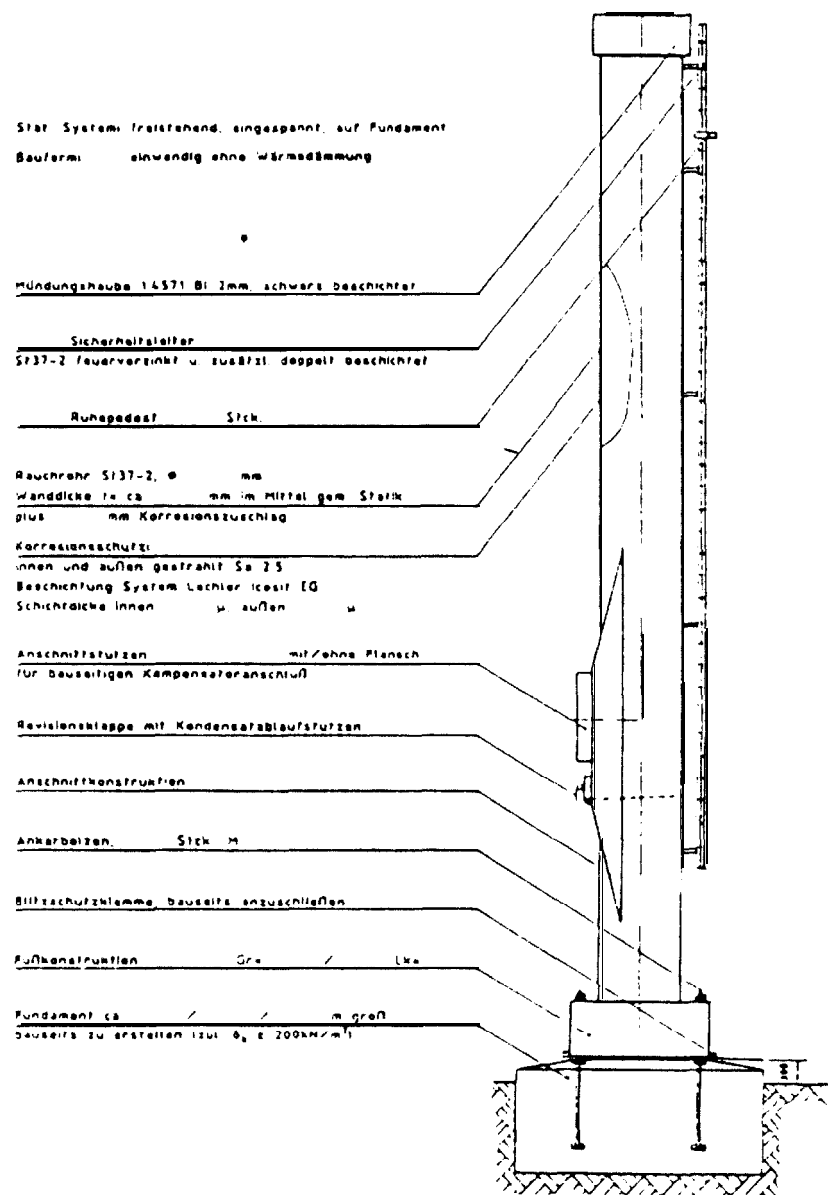 Stat. System: freistehend, eingespannt, auf Fundament
Bauform: einwandig ohne Wärmedämmung
ø
Mündungshaube 1.4571 Bl. 2mm, schwarz beschichtet
Sicherheitsleiter
St37-2 feuerverzinkt u. zusätzl. doppelt beschichtet
Ruhepodest Stck.
Rauchrohr St37-2, ø mm
Wanddicke t= ca mm im Mittel gem. Statik
plus mm Korrosionszuschlag
Korrosionsschutz:
innen und außen gestrahlt Sa 2.5
Beschichtung System Lechler Icosit EG
Schichtdicke innen µ, außen µ
Anschnittstutzen mit/ohne Flansch
für bauseitigen Kompensatoranschluß
Revisionsklappe mit Kondensatablaufstutzen
Anschnittkonstruktion
Ankerbolzen, Stck. M
Blitzschutzklemme, bauseits anzuschließen
Fußkonstruktion Gr= / Lk=
Fundament ca / / m groß
bauseits zu erstellen (zul. 200kN/m²)